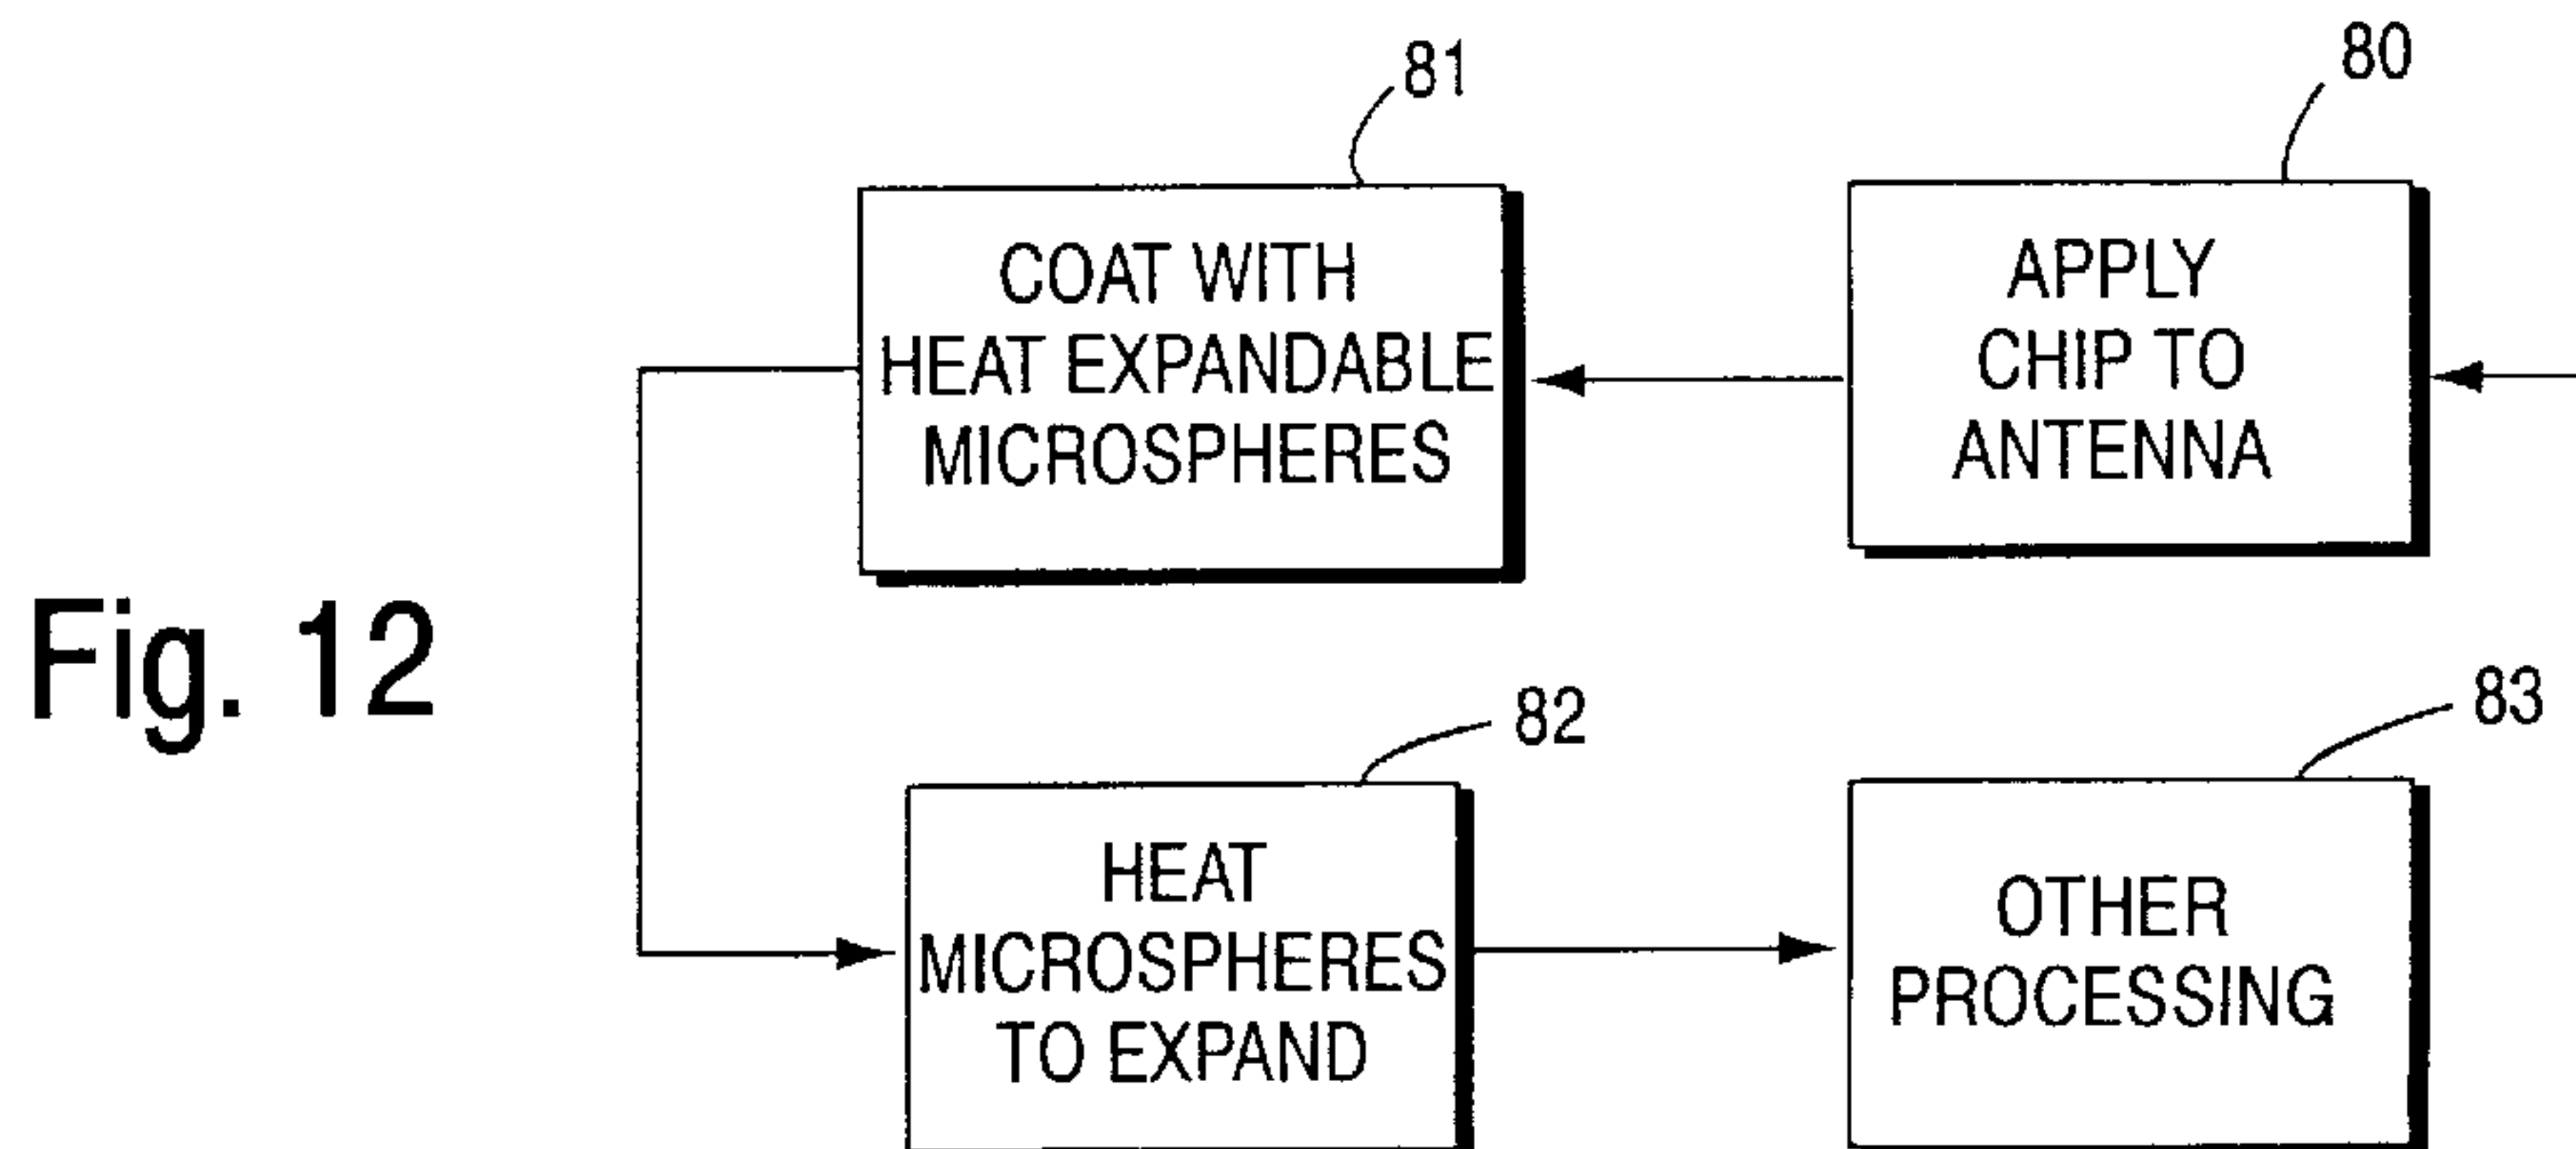 81
80
COAT WITH
HEAT EXPANDABLE
MICROSPHERES
APPLY
CHIP TO
ANTENNA
Fig. 12
82
83
HEAT
MICROSPHERES
TO EXPAND
OTHER
PROCESSING